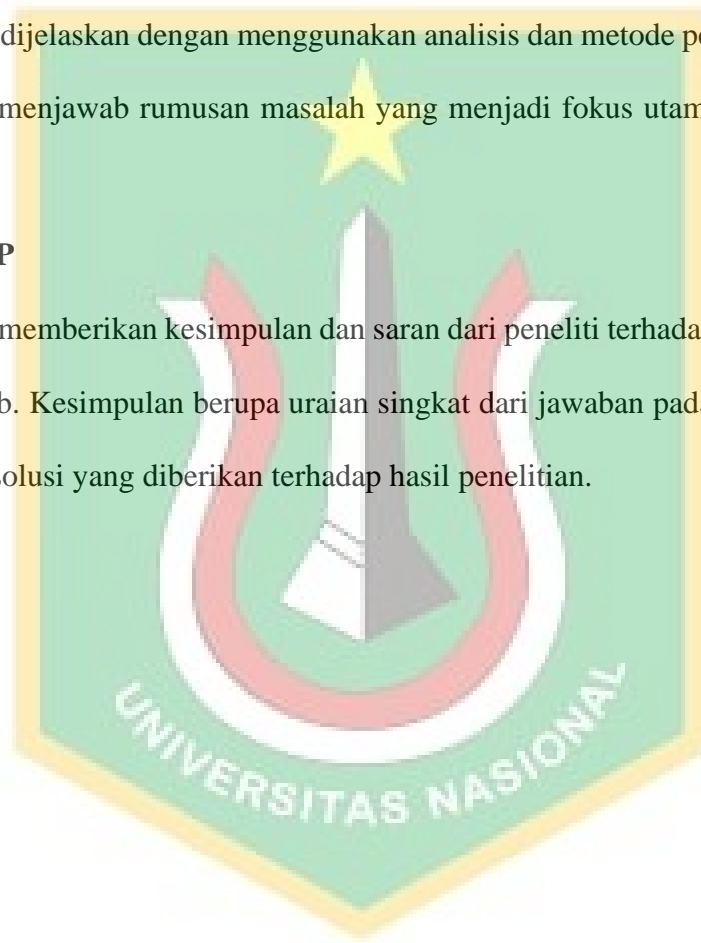 dijelaskan dengan menggunakan analisis dan metode pe
menjawab rumusan masalah yang menjadi fokus utam
P
memberikan kesimpulan dan saran dari peneliti terhada
b. Kesimpulan berupa uraian singkat dari jawaban pada
olusi yang diberikan terhadap hasil penelitian.
UNIVERSITAS NASIONAL